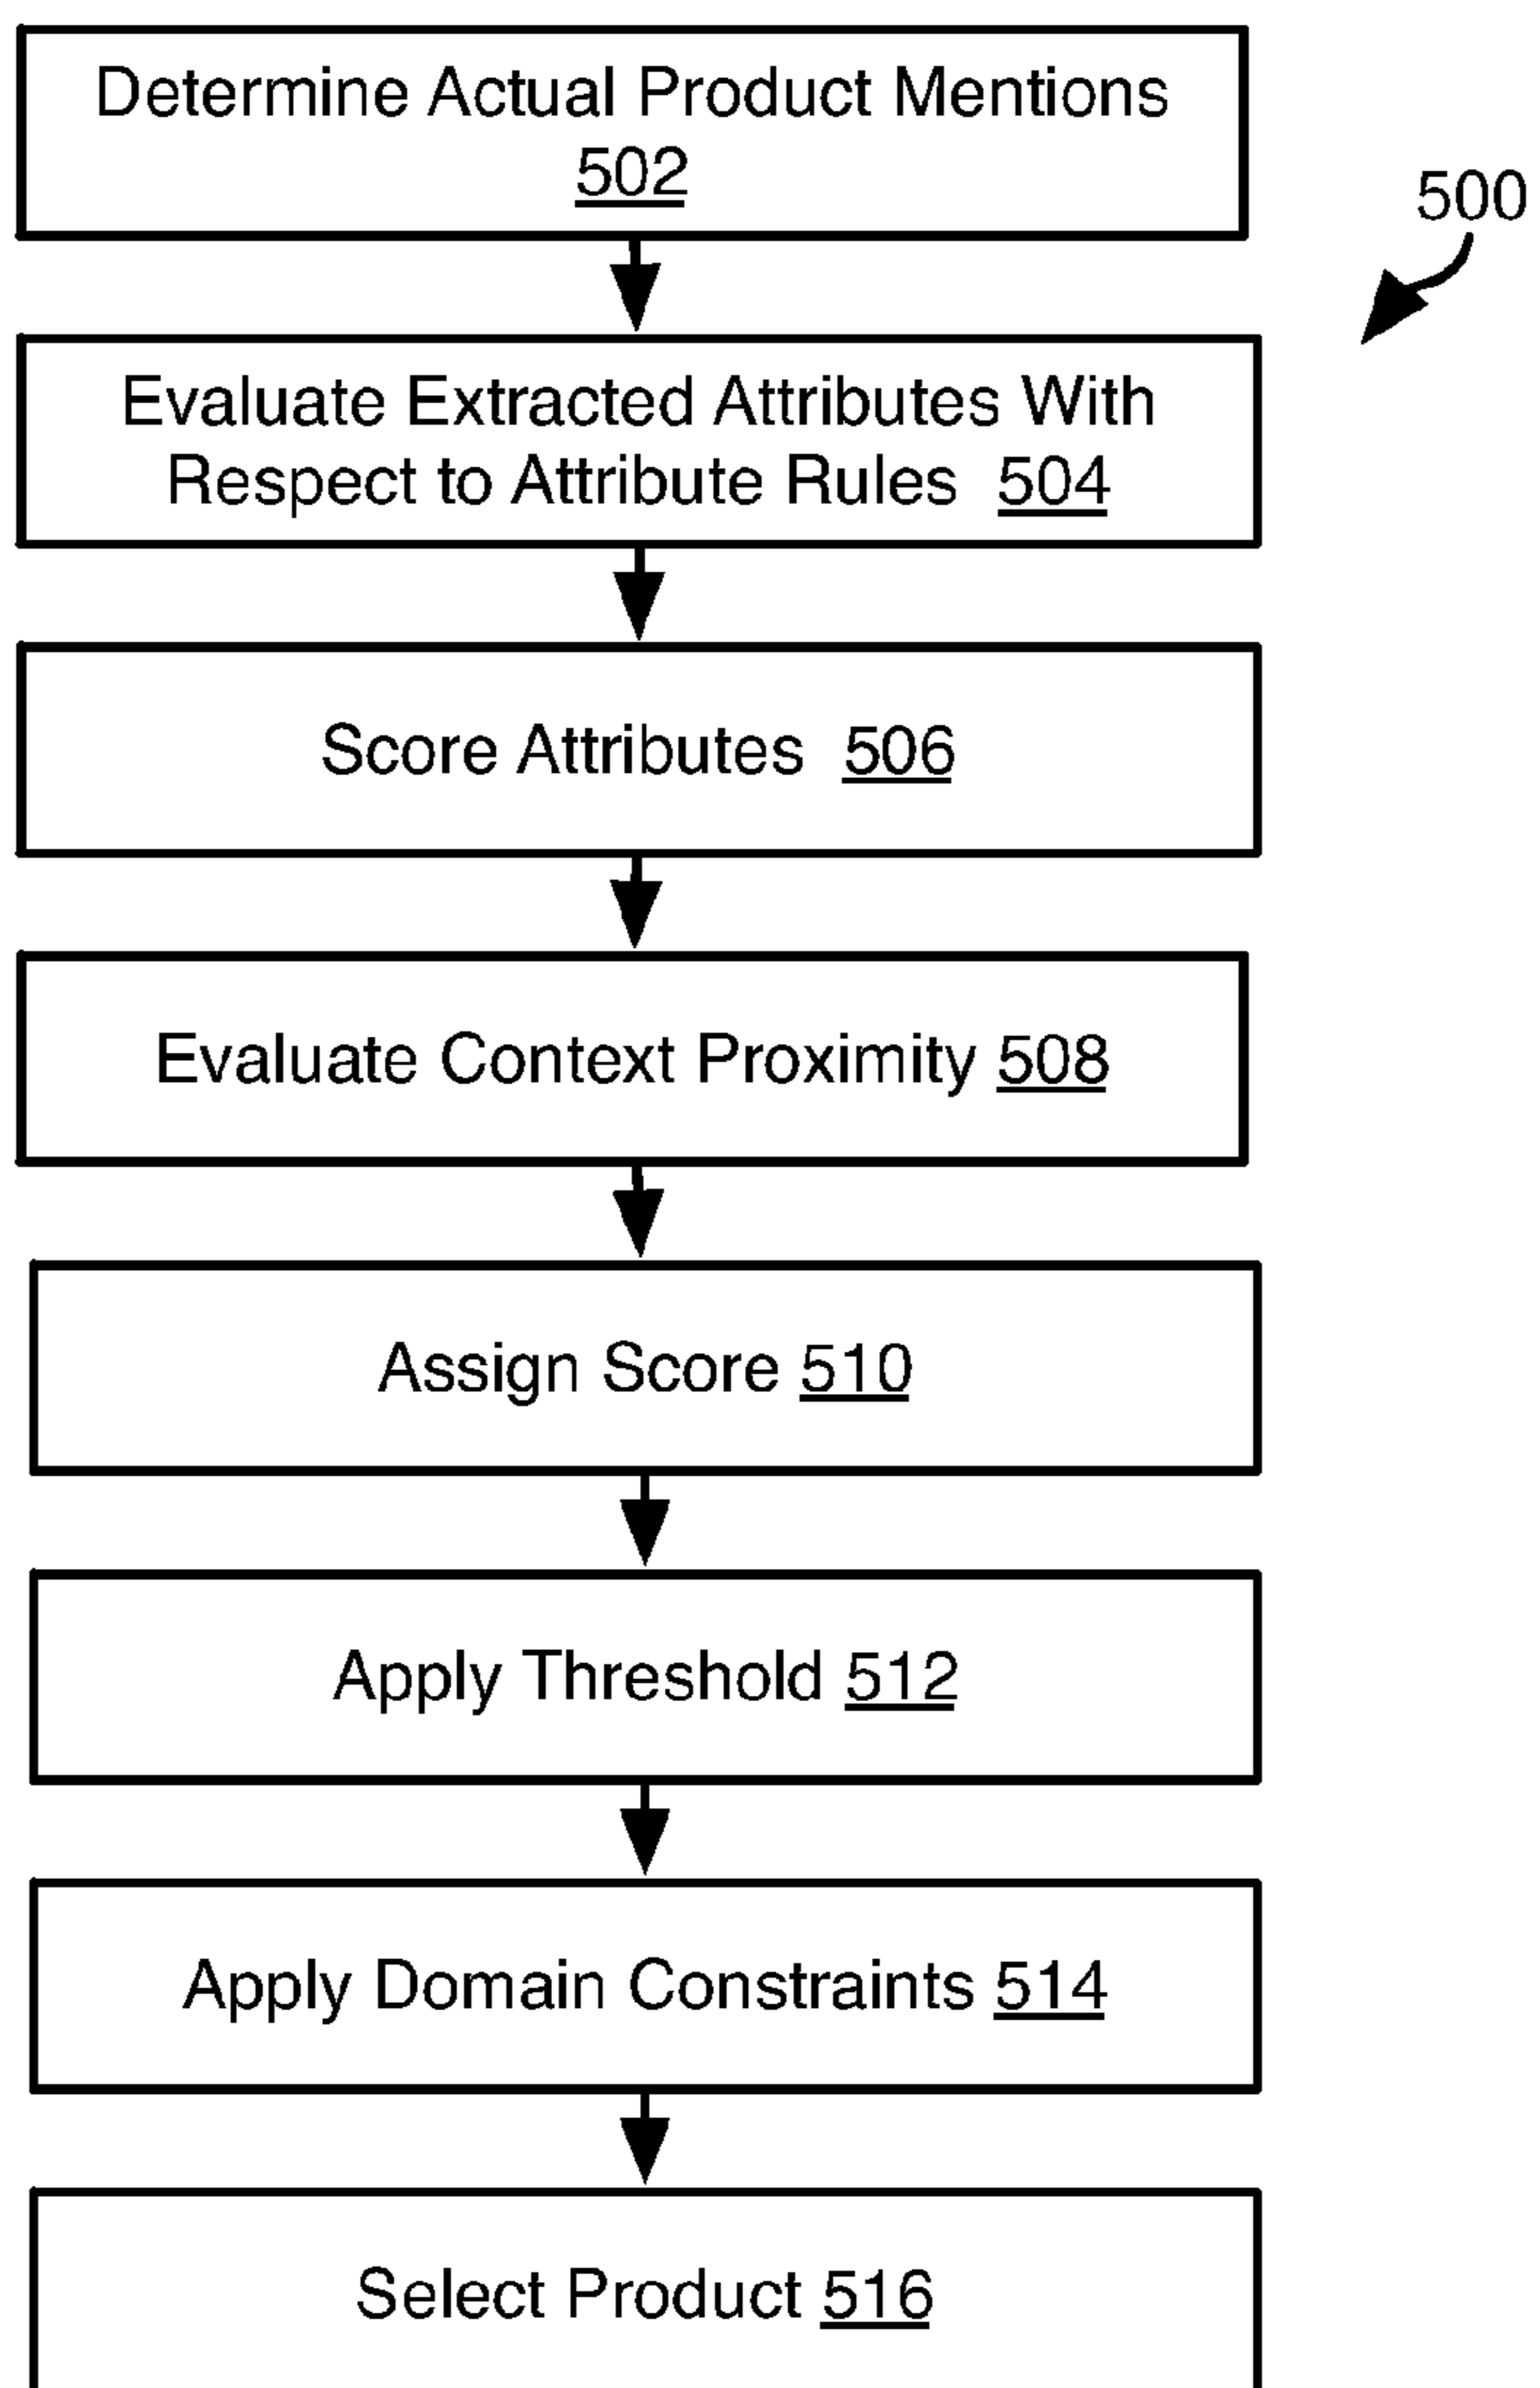 Determine Actual Product Mentions
502
500
Evaluate Extracted Attributes With
Respect to Attribute Rules 504
Score Attributes 506
Evaluate Context Proximity 508
Assign Score 510
Apply Threshold 512
Apply Domain Constraints 514
Select Product 516